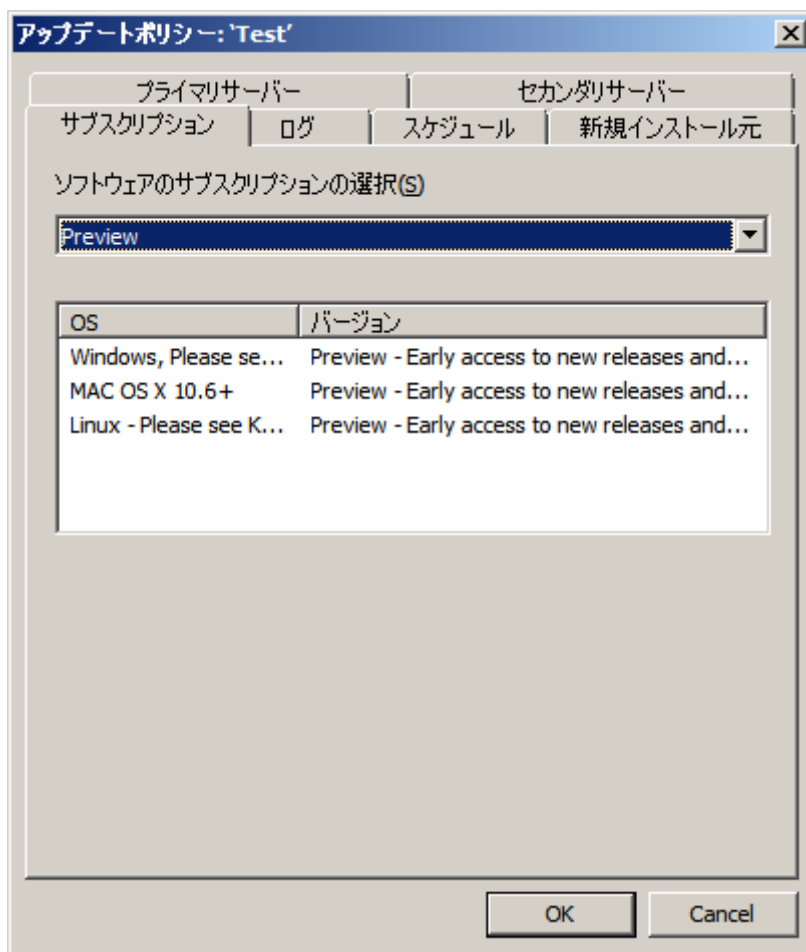 アップデートポリシー: 'Test'
プライマリサーバー
セカンダリサーバー
サブスクリプション
ログ
スケジュール
新規インストール元
ソフトウェアのサブスクリプションの選択(S)
Preview
OS バージョン
Windows, Please se... Preview - Early access to new releases and...
MAC OS X 10.6+ Preview - Early access to new releases and...
Linux - Please see K... Preview - Early access to new releases and...
OK
Cancel